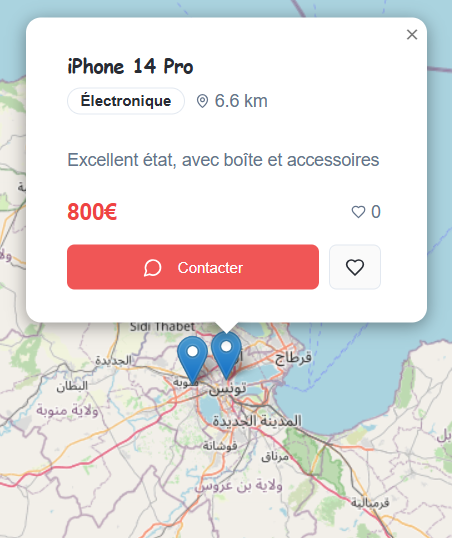 iPhone 14 Pro
Électronique
6.6 km
Excellent état, avec boîte et accessoires
800€
0
Contacter
Sidi Thabet
قرطاج
الجديدة
البطان
تونس
ولاية منوبة
المدينة الجديدة
فوشانة
مرناق
ولاية بن عروس
قرمبالية